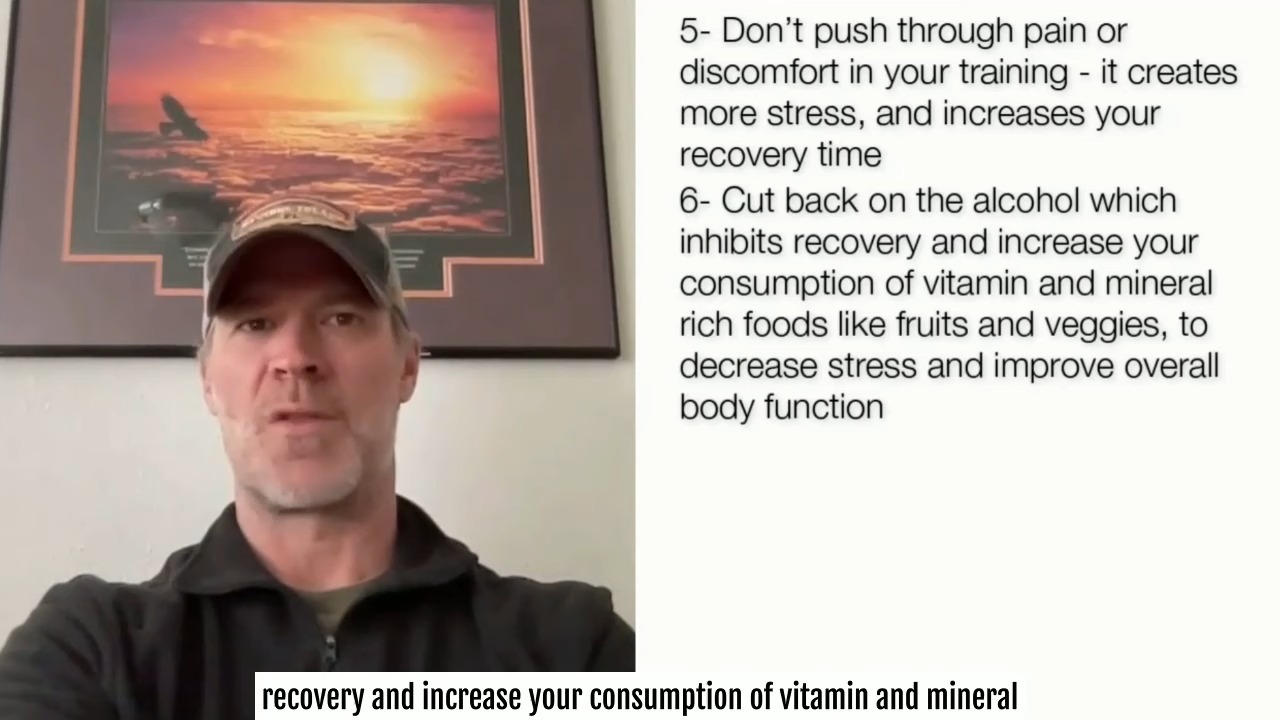 5- Don’t push through pain or
discomfort in your training - it creates
more stress, and increases your
recovery time
6- Cut back on the alcohol which
inhibits recovery and increase your
consumption of vitamin and mineral
rich foods like fruits and veggies, to
decrease stress and improve overall
body function
recovery and increase your consumption of vitamin and mineral